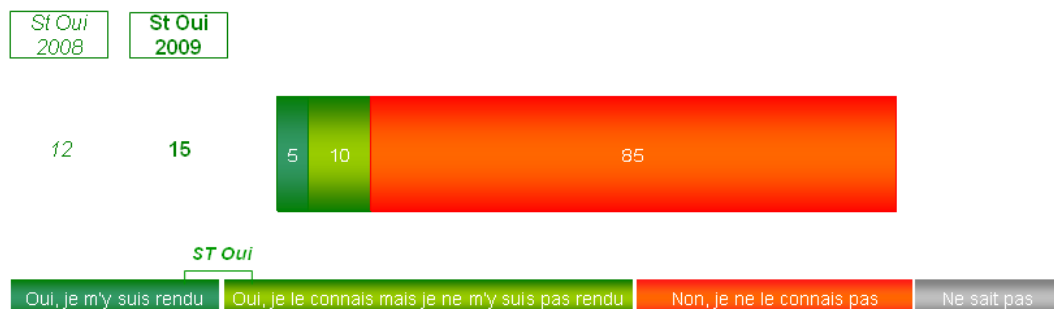 St Oui
2008
St Oui
2009
12
15
5
10
85
ST Oui
Oui, je m'y suis rendu
Oui, je le connais mais je ne m'y suis pas rendu
Non, je ne le connais pas
Ne sait pas